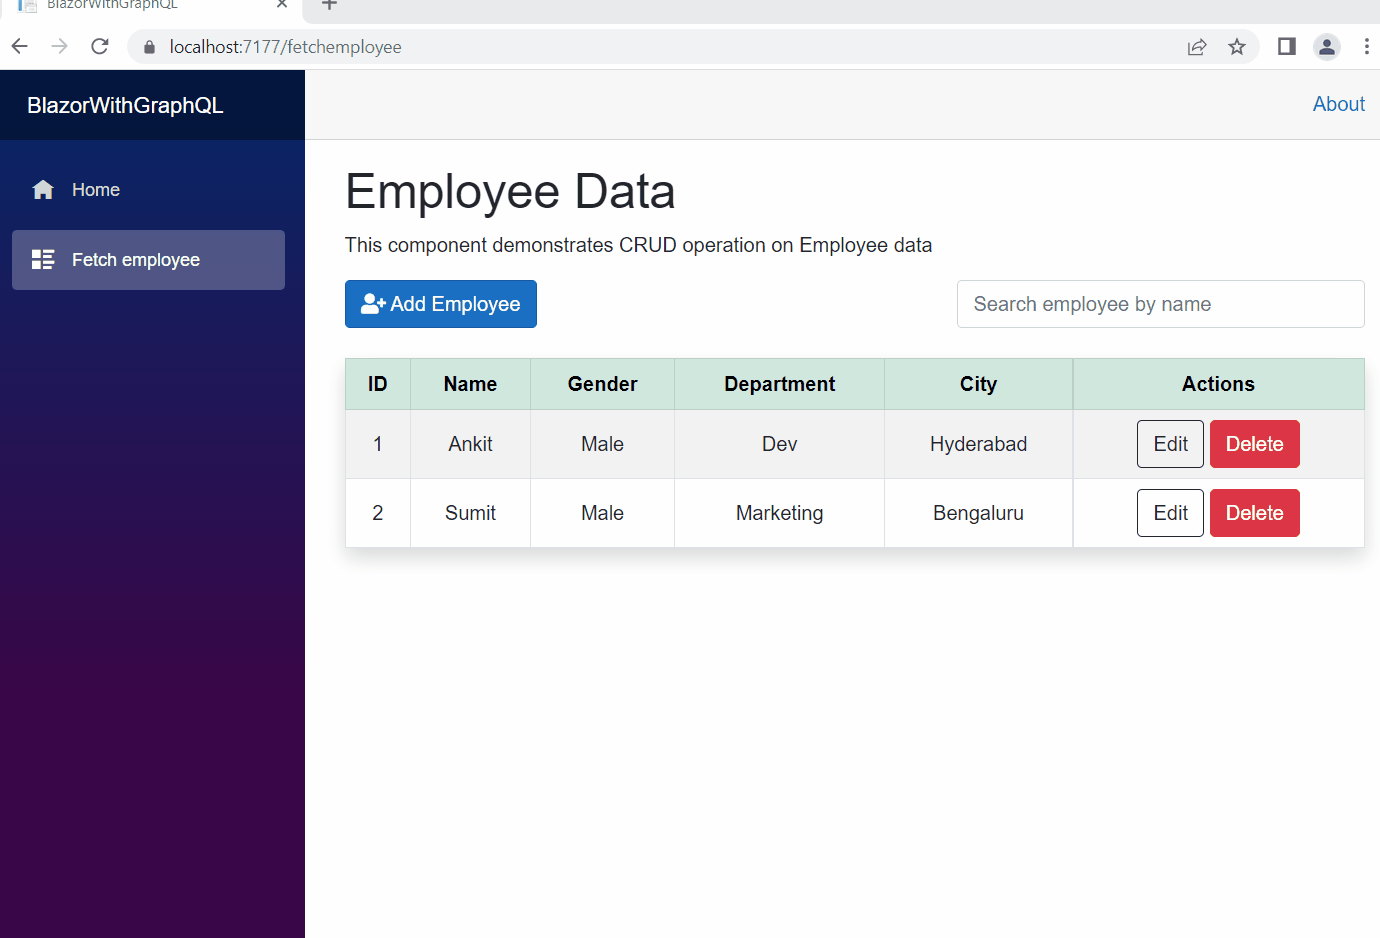 BlazorWithGraphQL
localhost:7177/fetchemployee
BlazorWithGraphQL
About
Home
Fetch employee
Employee Data
This component demonstrates CRUD operation on Employee data
Add Employee
Search employee by name
ID Name Gender Department City Actions
1 Ankit Male Dev Hyderabad Edit Delete
2 Sumit Male Marketing Bengaluru Edit Delete